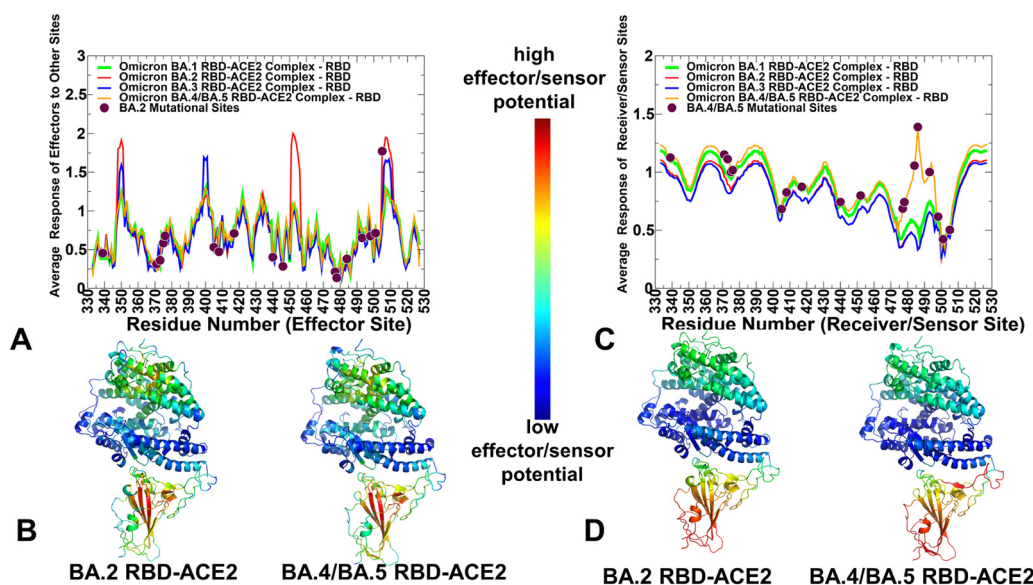 Average Response of Effectors to Other Sites
3
2.5
2
1.5
1
0.5
0
Omicron BA.1 RBD-ACE2 Complex - RBD
Omicron BA.2 RBD-ACE2 Complex - RBD
Omicron BA.3 RBD-ACE2 Complex - RBD
Omicron BA.4/BA.5 RBD-ACE2 Complex - RBD
BA.2 Mutational Sites
330 340 350 360 370 380 390 400 410 420 430 440 450 460 470 480 490 500 510 520 530
Residue Number (Effector Site)
A
high
effector/sensor
potential
low
effector/sensor
potential
Average Response of Receiver/Sensor Sites
2
1.5
1
0.5
0
Omicron BA.1 RBD-ACE2 Complex - RBD
Omicron BA.2 RBD-ACE2 Complex - RBD
Omicron BA.3 RBD-ACE2 Complex - RBD
Omicron BA.4/BA.5 RBD-ACE2 Complex - RBD
BA.4/BA.5 Mutational Sites
330 340 350 360 370 380 390 400 410 420 430 440 450 460 470 480 490 500 510 520 530
Residue Number (Receiver/Sensor Site)
C
B
BA.2 RBD-ACE2
BA.4/BA.5 RBD-ACE2
D
BA.2 RBD-ACE2
BA.4/BA.5 RBD-ACE2